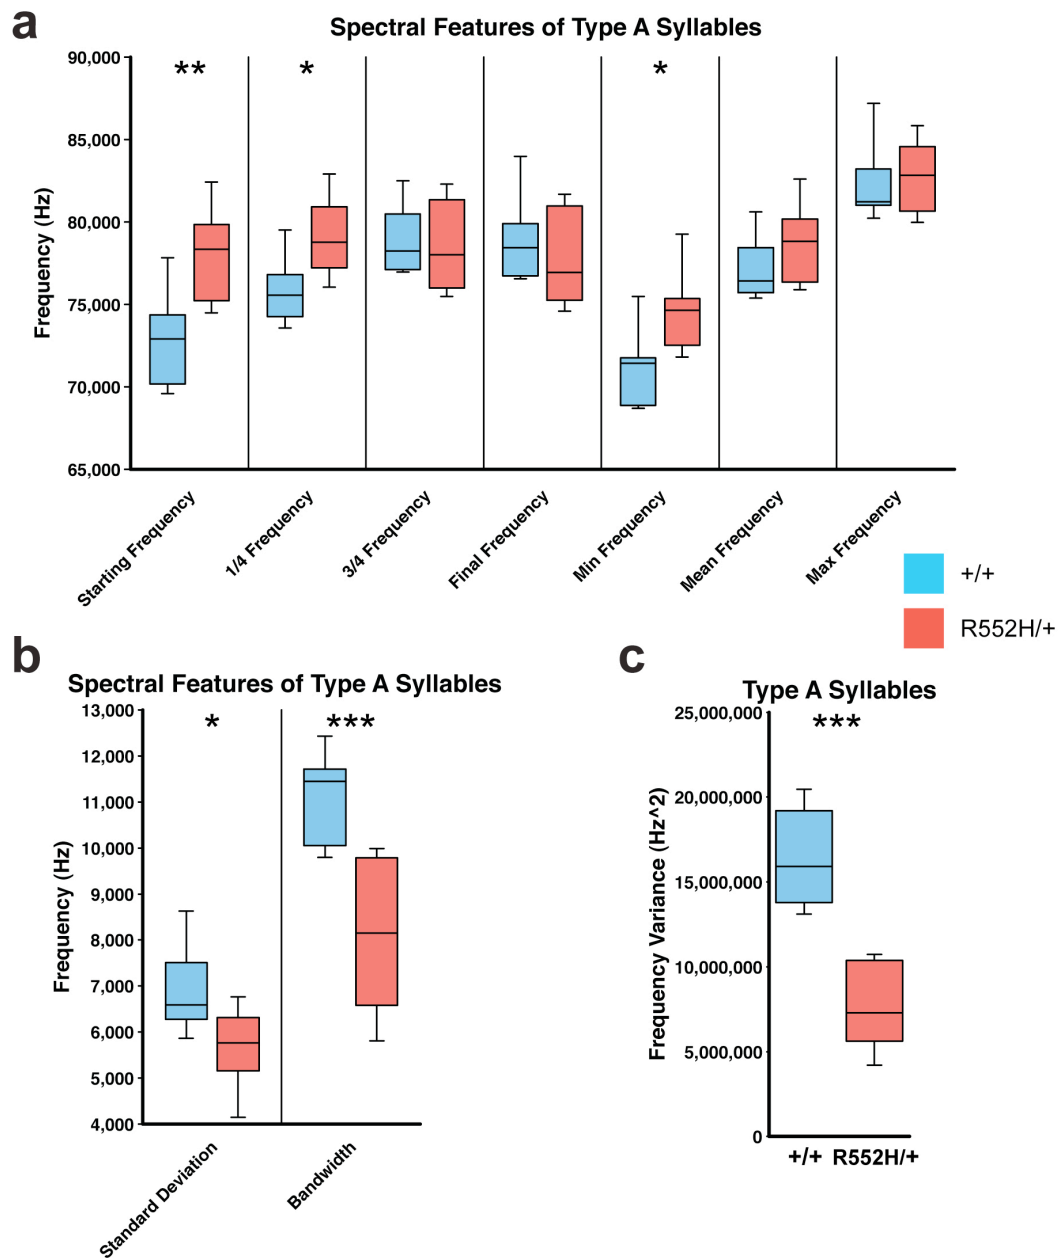 a
Spectral Features of Type A Syllables
90,000
85,000
80,000
75,000
70,000
65,000
Frequency (Hz)
** * *
Starting Frequency
1/4 Frequency
3/4 Frequency
Final Frequency
Min Frequency
Mean Frequency
Max Frequency
+/+
R552H/+
b
Spectral Features of Type A Syllables
13,000
12,000
11,000
10,000
9,000
8,000
7,000
6,000
5,000
4,000
Frequency (Hz)
* ***
Standard Deviation
Bandwidth
c
Type A Syllables
25,000,000
20,000,000
15,000,000
10,000,000
5,000,000
0
Frequency Variance (Hz^2)
***
+/+ R552H/+